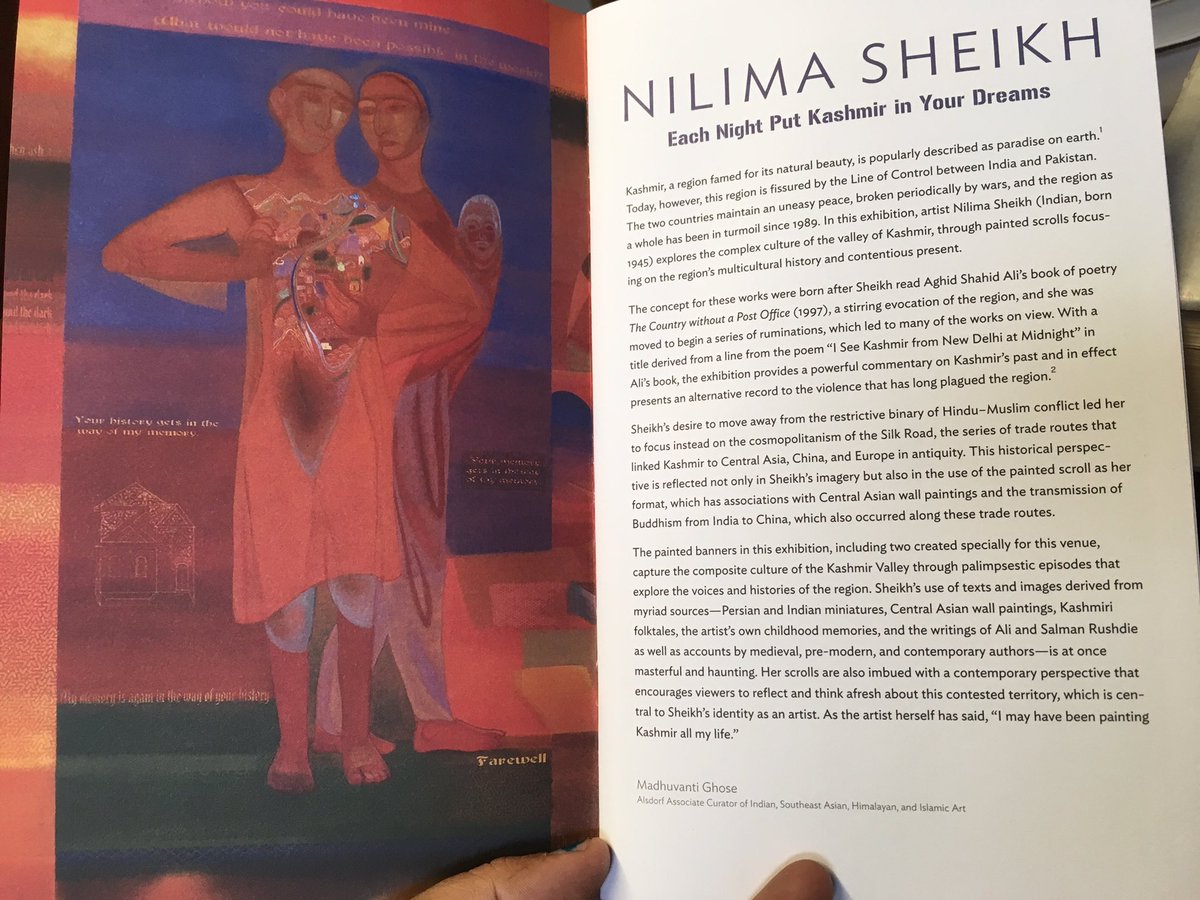 you could have been mine.
What would not have been possible in the world?
Your history gets in the
way of my memory.
Your memory
gets in the way
of my memory.
My memory is again in the way of your history
Farewell
NILIMA SHEIKH
Each Night Put Kashmir in Your Dreams
Kashmir, a region famed for its natural beauty, is popularly described as paradise on earth.¹
Today, however, this region is fissured by the Line of Control between India and Pakistan.
The two countries maintain an uneasy peace, broken periodically by wars, and the region as
a whole has been in turmoil since 1989. In this exhibition, artist Nilima Sheikh (Indian, born
1945) explores the complex culture of the valley of Kashmir, through painted scrolls focus-
ing on the region's multicultural history and contentious present.
The concept for these works were born after Sheikh read Aghid Shahid Ali's book of poetry
The Country without a Post Office (1997), a stirring evocation of the region, and she was
moved to begin a series of ruminations, which led to many of the works on view. With a
title derived from a line from the poem "I See Kashmir from New Delhi at Midnight" in
Ali's book, the exhibition provides a powerful commentary on Kashmir's past and in effect
presents an alternative record to the violence that has long plagued the region.²
Sheikh's desire to move away from the restrictive binary of Hindu–Muslim conflict led her
to focus instead on the cosmopolitanism of the Silk Road, the series of trade routes that
linked Kashmir to Central Asia, China, and Europe in antiquity. This historical perspec-
tive is reflected not only in Sheikh's imagery but also in the use of the painted scroll as her
format, which has associations with Central Asian wall paintings and the transmission of
Buddhism from India to China, which also occurred along these trade routes.
The painted banners in this exhibition, including two created specially for this venue,
capture the composite culture of the Kashmir Valley through palimpsestic episodes that
explore the voices and histories of the region. Sheikh's use of texts and images derived from
myriad sources—Persian and Indian miniatures, Central Asian wall paintings, Kashmiri
folktales, the artist's own childhood memories, and the writings of Ali and Salman Rushdie
as well as accounts by medieval, pre-modern, and contemporary authors—is at once
masterful and haunting. Her scrolls are also imbued with a contemporary perspective that
encourages viewers to reflect and think afresh about this contested territory, which is cen-
tral to Sheikh's identity as an artist. As the artist herself has said, "I may have been painting
Kashmir all my life."
Madhuvanti Ghose
Alsdorf Associate Curator of Indian, Southeast Asian, Himalayan, and Islamic Art